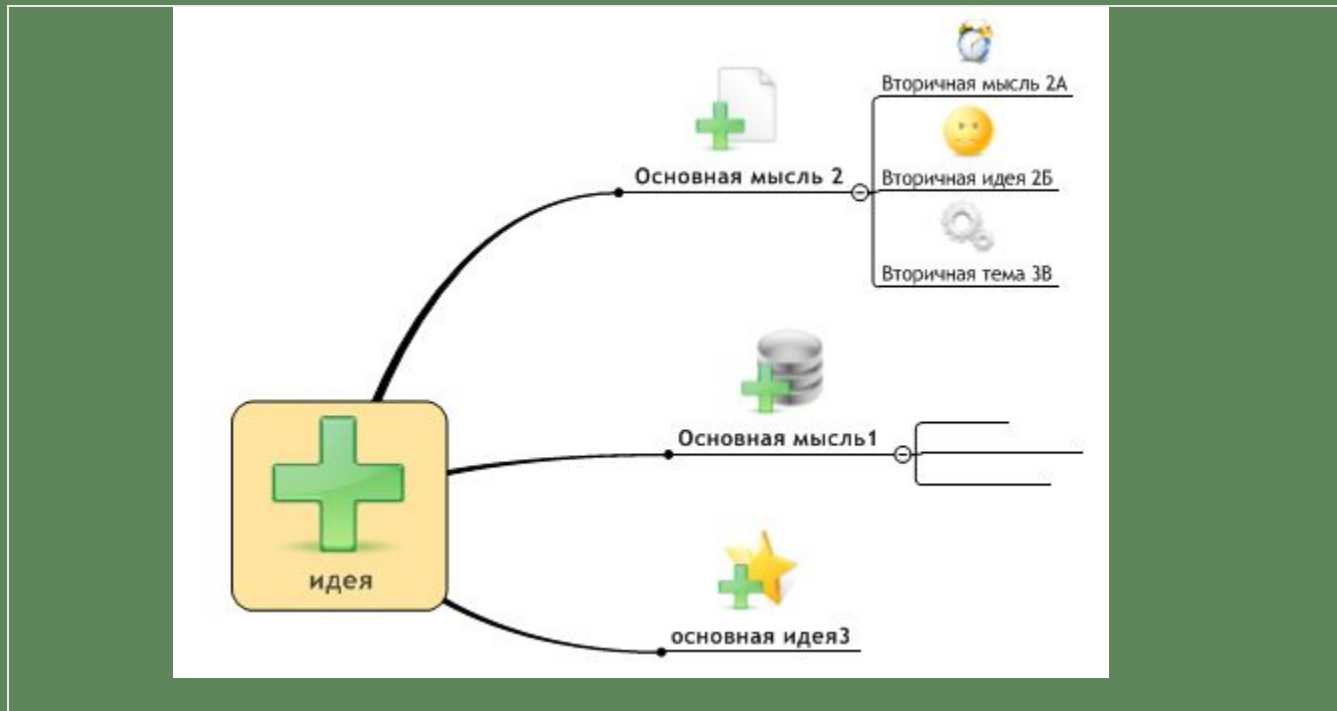 Вторичная мысль 2А
Основная мысль 2
Вторичная идея 2Б
Вторичная тема 3В
Основная мысль1
идея
основная идея3